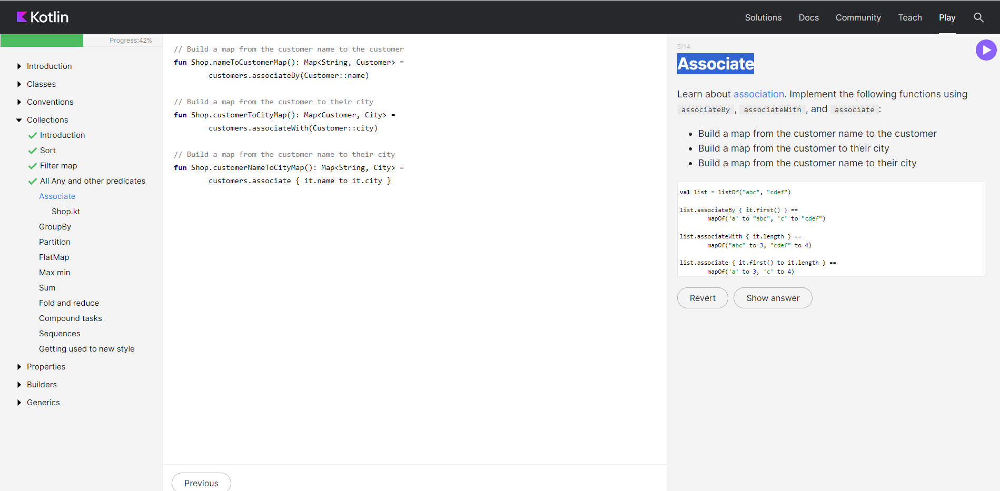 Kotlin
Solutions Docs Community Teach Play
Progress:42%
Introduction
Classes
Conventions
Collections
Introduction
Sort
Filter map
All Any and other predicates
Associate
Shop.kt
GroupBy
Partition
FlatMap
Max min
Sum
Fold and reduce
Compound tasks
Sequences
Getting used to new style
Properties
Builders
Generics
// Build a map from the customer name to the customer
fun Shop.nameToCustomerMap(): Map<String, Customer> =
        customers.associateBy(Customer::name)
// Build a map from the customer to their city
fun Shop.customerToCityMap(): Map<Customer, City> =
        customers.associateWith(Customer::city)
// Build a map from the customer name to their city
fun Shop.customerNameToCityMap(): Map<String, City> =
        customers.associate { it.name to it.city }
Previous
5/14
Associate
Learn about association. Implement the following functions using
associateBy, associateWith, and associate:
• Build a map from the customer name to the customer
• Build a map from the customer to their city
• Build a map from the customer name to their city
val list = listOf("abc", "cdef")
list.associateBy { it.first() } ==
        mapOf('a' to "abc", 'c' to "cdef")
list.associateWith { it.length } ==
        mapOf("abc" to 3, "cdef" to 4)
list.associate { it.first() to it.length } ==
        mapOf('a' to 3, 'c' to 4)
Revert Show answer